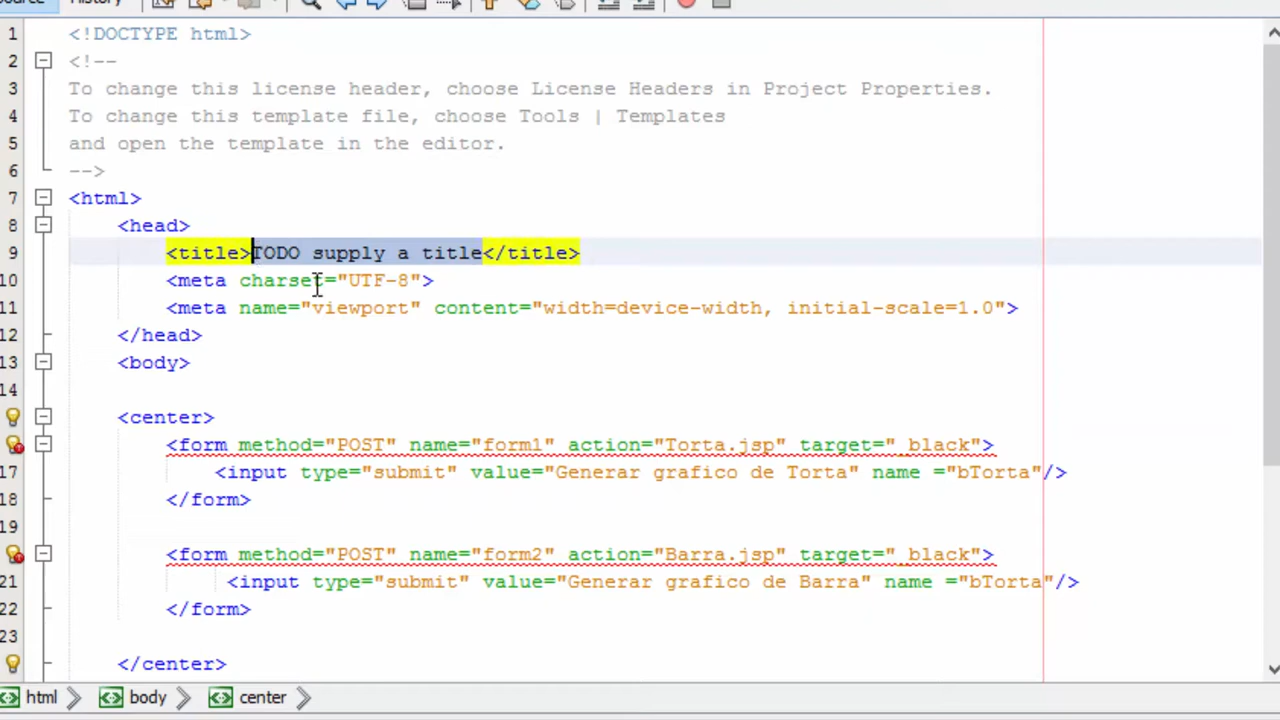 Source History
1 <!DOCTYPE html>
2 <!--
3 To change this license header, choose License Headers in Project Properties.
4 To change this template file, choose Tools | Templates
5 and open the template in the editor.
6 -->
7 <html>
8 <head>
9 <title>TODO supply a title</title>
10 <meta charset="UTF-8">
11 <meta name="viewport" content="width=device-width, initial-scale=1.0">
12 </head>
13 <body>
14
<center>
<form method="POST" name="form1" action="Torta.jsp" target="_black">
17 <input type="submit" value="Generar grafico de Torta" name ="bTorta"/>
18 </form>
19
<form method="POST" name="form2" action="Barra.jsp" target="_black">
21 <input type="submit" value="Generar grafico de Barra" name ="bTorta"/>
22 </form>
23
</center>
html body center